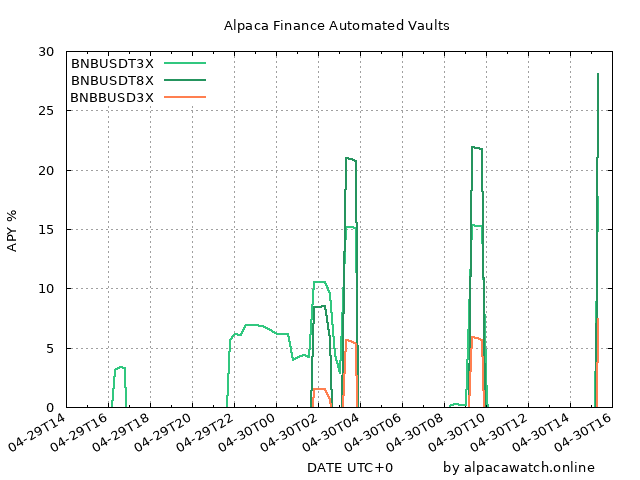 Alpaca Finance Automated Vaults
BNBUSDT3X
BNBUSDT8X
BNBBUSD3X
APY %
30
25
20
15
10
5
0
04-29T14
04-29T16
04-29T18
04-29T20
04-29T22
04-30T00
04-30T02
04-30T04
04-30T06
04-30T08
04-30T10
04-30T12
04-30T14
04-30T16
DATE UTC+0
by alpacawatch.online